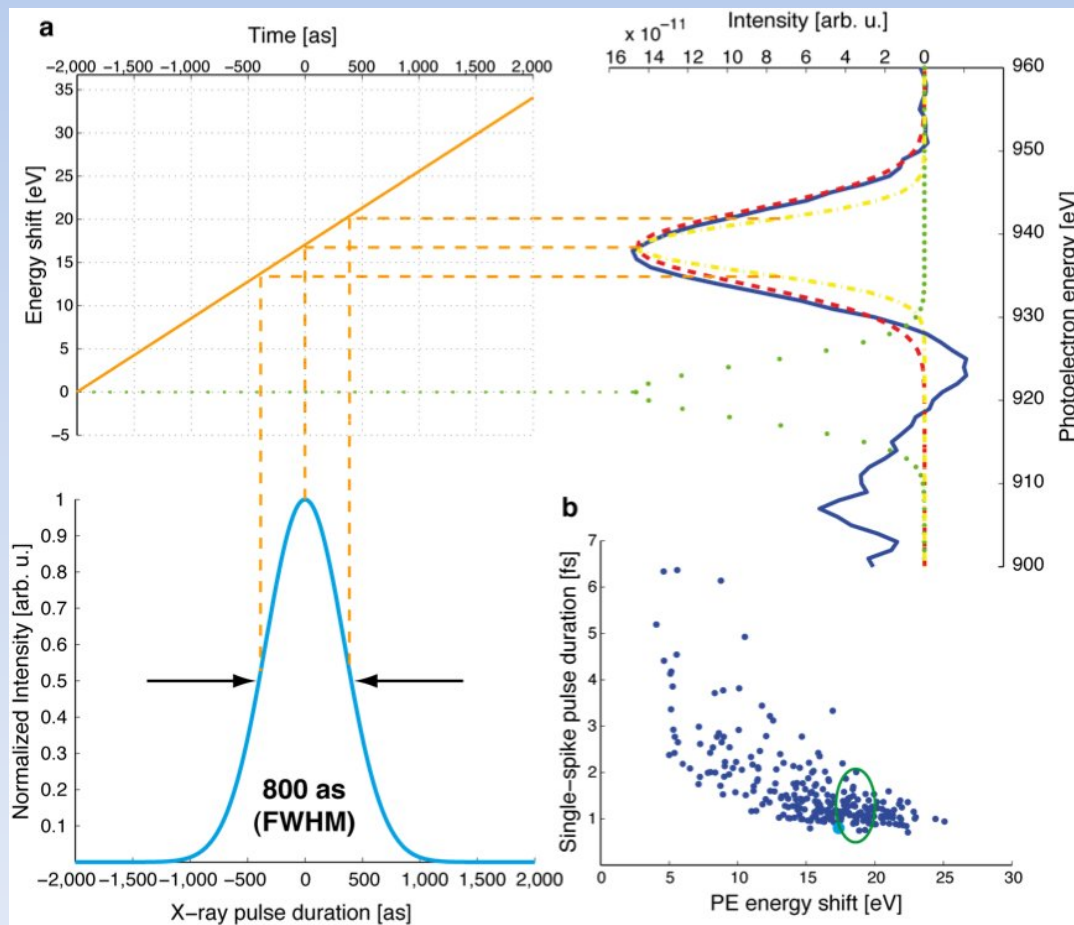 a
Time [as]
−2,000 −1,500 −1,000 −500 0 500 1,000 1,500 2,000
Energy shift [eV]
35
30
25
20
15
10
5
0
−5
Intensity [arb. u.]
x 10⁻¹¹
16 14 12 10 8 6 4 2 0
960
950
940
930
920
910
900
Photoelectron energy [eV]
Normalized Intensity [arb. u.]
1
0.9
0.8
0.7
0.6
0.5
0.4
0.3
0.2
0.1
800 as
(FWHM)
−2,000 −1,500 −1,000 −500 0 500 1,000 1,500 2,000
X−ray pulse duration [as]
b
Single−spike pulse duration [fs]
7
6
5
4
3
2
1
0 5 10 15 20 25 30
PE energy shift [eV]